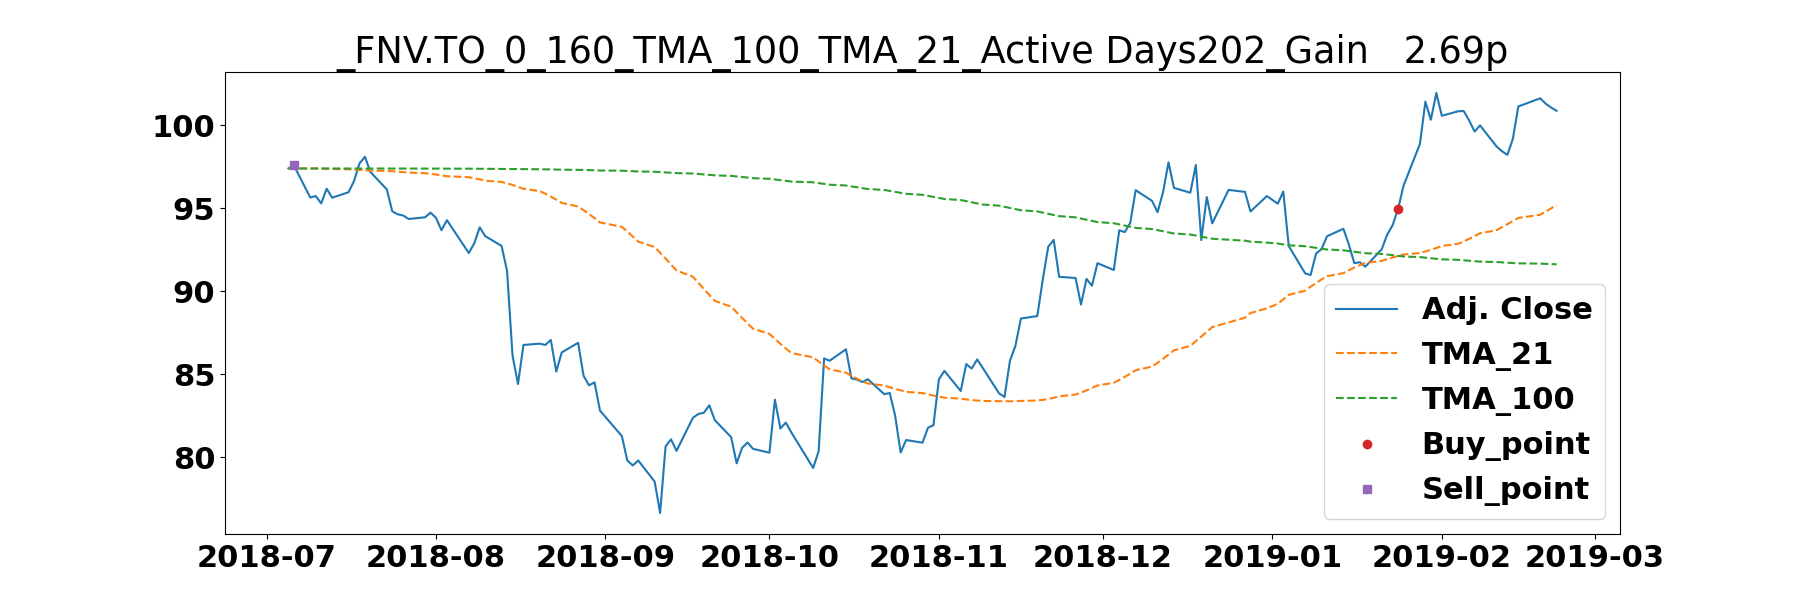 _FNV.TO_0_160_TMA_100_TMA_21_Active Days202_Gain   2.69p
100
95
90
85
80
Adj. Close
TMA_21
TMA_100
Buy_point
Sell_point
2018-07 2018-08 2018-09 2018-10 2018-11 2018-12 2019-01 2019-02 2019-03